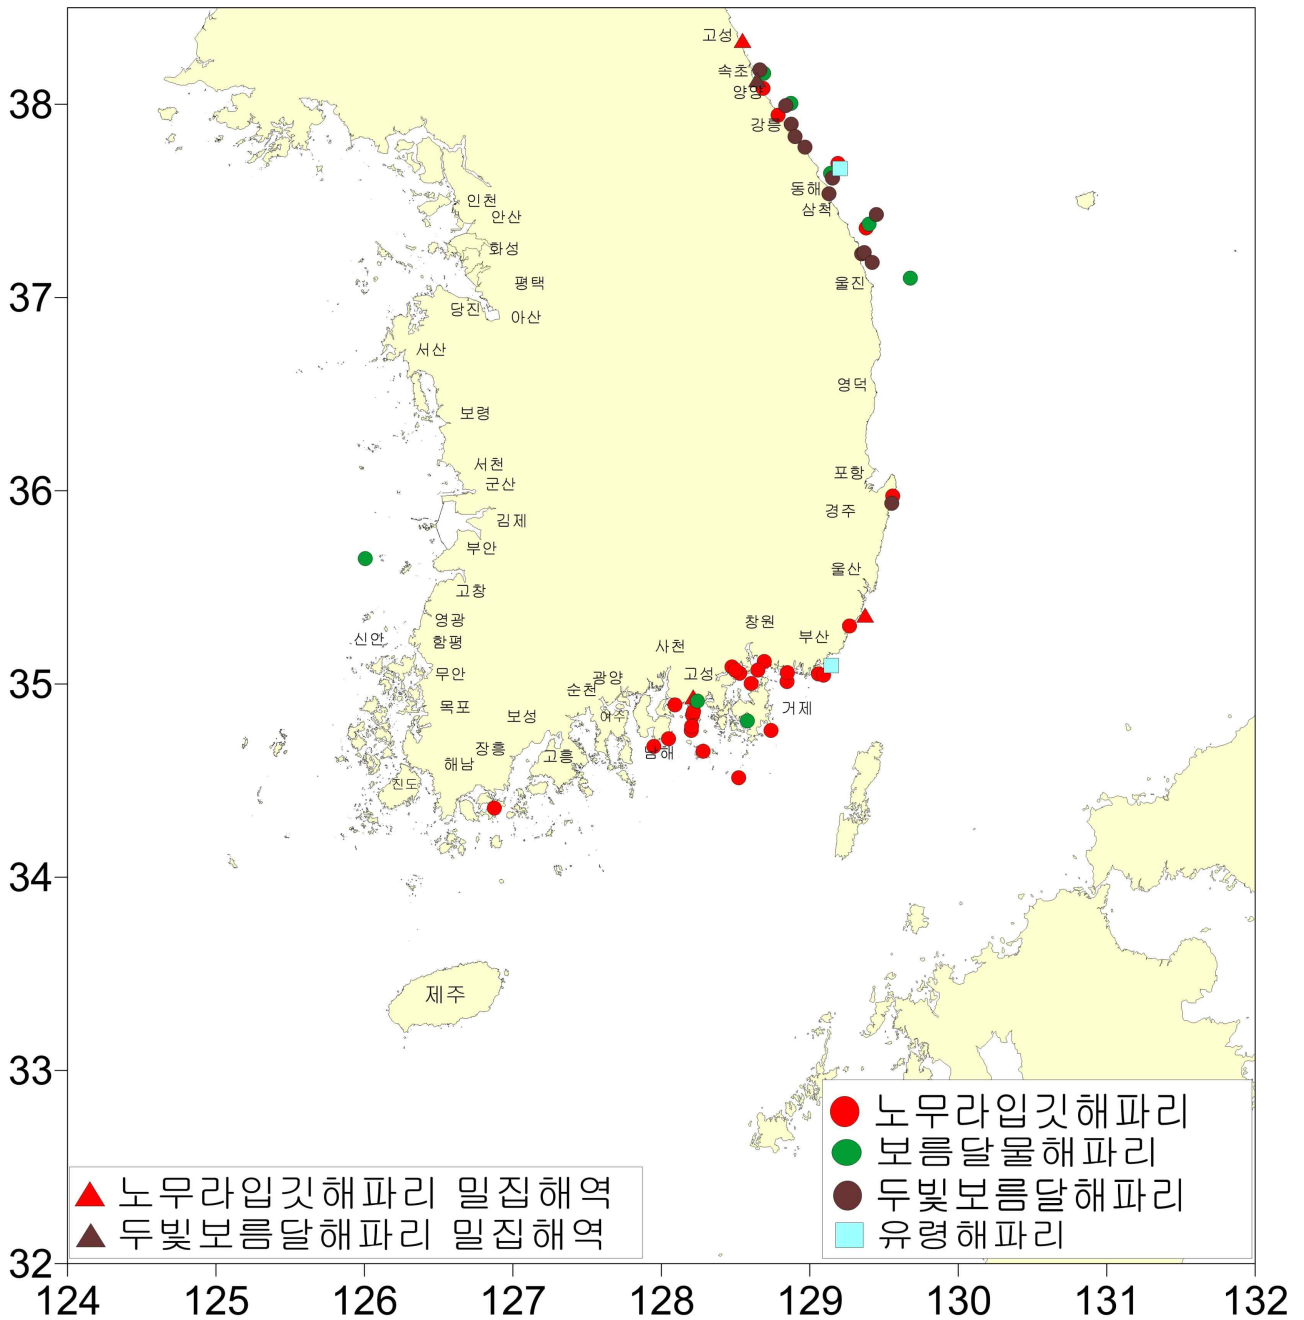 고성
속초
양양
38
강릉
동해
인천
삼척
안산
화성
평택
울진
37
당진
아산
서산
영덕
보령
서천
포항
군산
36
경주
김제
부안
울산
고창
영광
창원
신안
함평
부산
사천
무안
고성
광양
35
순천
목포
거제
보성
여수
장흥
남해
고흥
해남
진도
34
제주
33
노무라입깃해파리
보름달물해파리
두빛보름달해파리
유령해파리
노무라입깃해파리 밀집해역
두빛보름달해파리 밀집해역
32
124 125 126 127 128 129 130 131 132